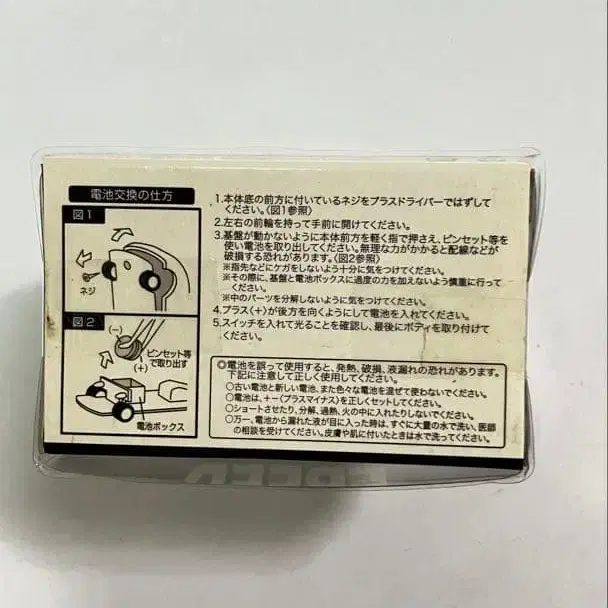 電池交換の仕方
図1
ネジ
図2
(-)
(+)
ピンセット等
で取り出す
電池ボックス
1.本体底の前方に付いているネジをプラスドライバーではずして
ください。〈図1参照〉
2.左右の前輪を持って手前に開けてください。
3.基盤が動かないように本体前方を軽く指で押さえ、ピンセット等を
使い電池を取り出してください。無理な力がかかると配線などが
破損する恐れがあります。〈図2参照〉
※指先などにケガをしないよう十分に気をつけてください。
※その際に、基盤と電池ボックスに過度の力を加えないよう慎重に行って
ください。
※中のパーツを分解しないように気をつけてください。
4.プラス(+)が後方を向くようにして電池を入れてください。
5.スイッチを入れて光ることを確認し、最後にボディを取り付けて
ください。
◎電池を誤って使用すると、発熱、破損、液漏れの恐れがあります。
下記に注意して正しく使用してください。
○古い電池と新しい電池、また色々な電池を混ぜて使わないでください。
○電池は、+-(プラスマイナス)を正しくセットしてください。
○ショートさせたり、分解、過熱、火の中に入れたりしないでください。
○万一、電池から漏れた液が目に入った時は、すぐに大量の水で洗い、医師
の相談を受けてください。皮膚や肌に付いたときは水で洗ってください。